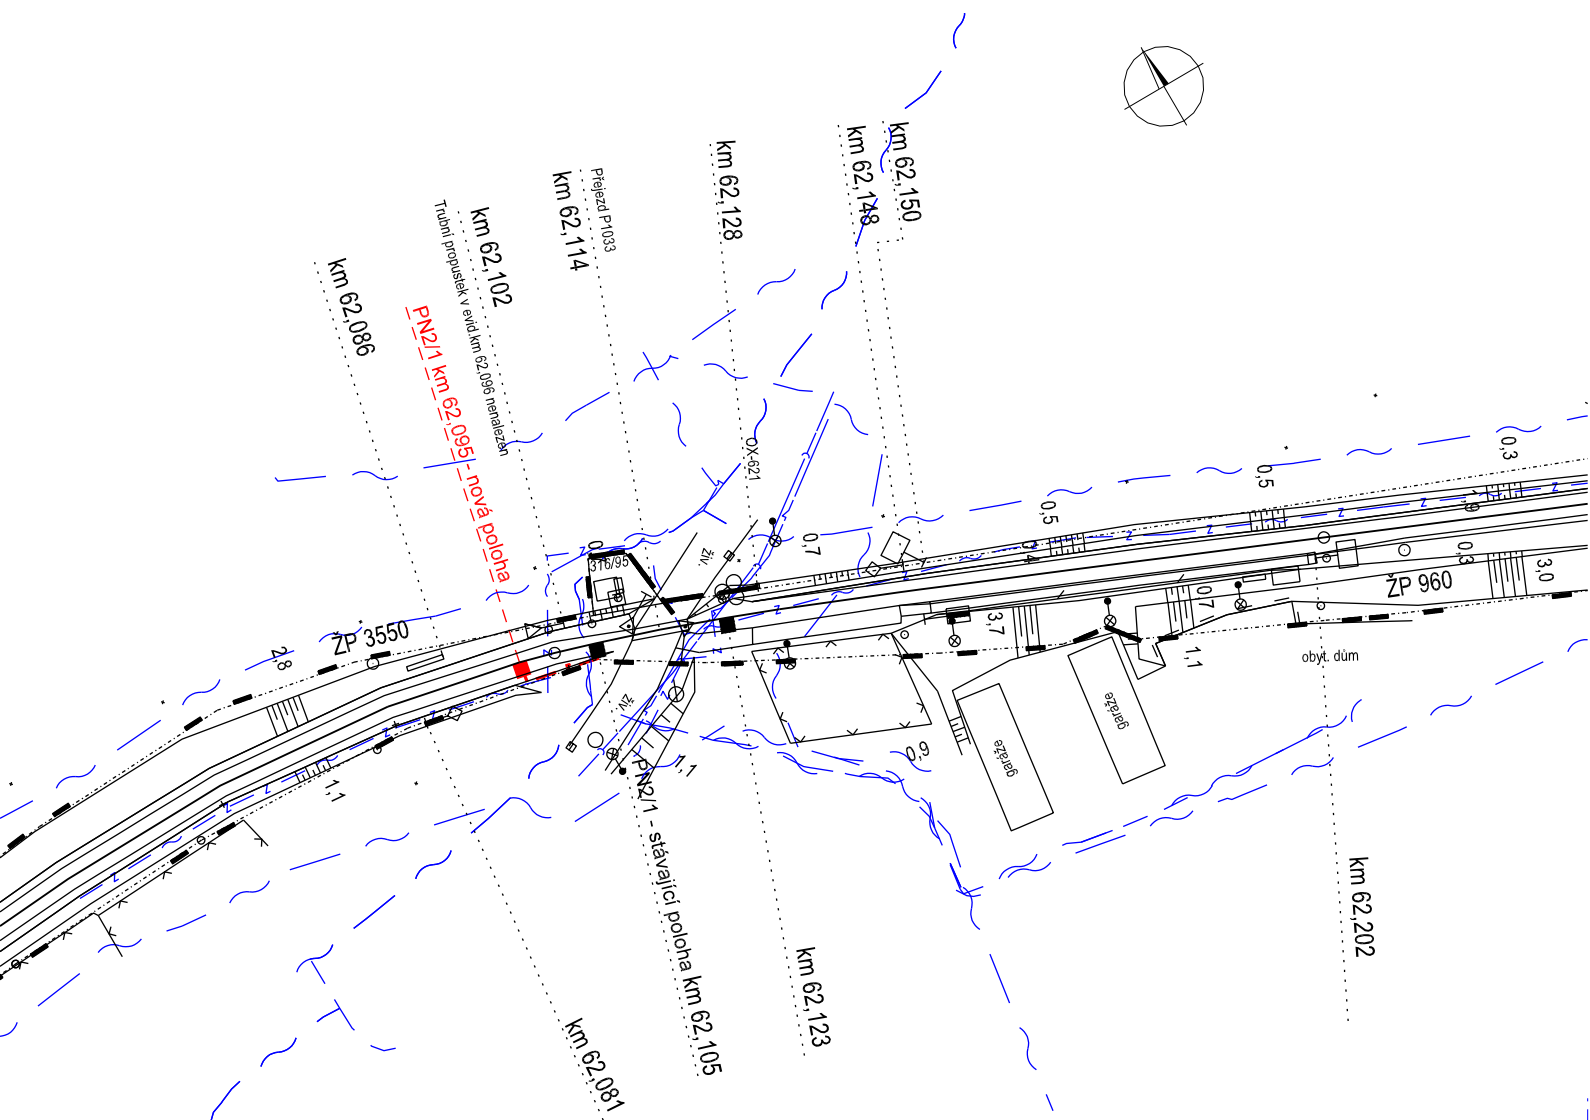 km 62,086
PN2/1 km 62,095 - nová poloha
Trubní propustek v evid.km 62,096 nenalezen
km 62,102
km 62,114
Přejezd P1033
km 62,128
km 62,148
km 62,150
OX-621
0,3
0,5
0,5
1,9
0,4
0,7
0,3
3,0
ŽP 960
0,7
3,7
1,1
obyt. dům
316/95
živ.
živ.
ŽP 3550
2,8
1,1
1,1
0,9
garáže
garáže
z
z
z
z
z
z
z
z
z
z
z
z
z
PN2/1 - stávající poloha km 62,105
km 62,123
km 62,081
km 62,202